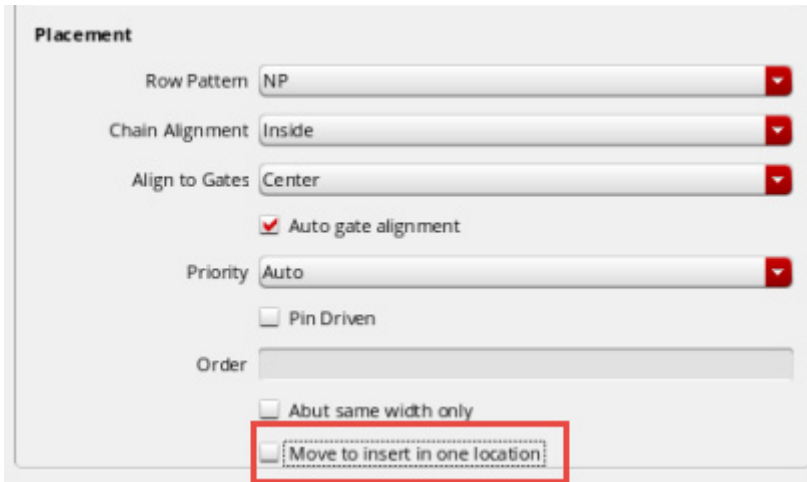 Placement
Row Pattern NP
Chain Alignment Inside
Align to Gates Center
Auto gate alignment
Priority Auto
Pin Driven
Order
Abut same width only
Move to insert in one location